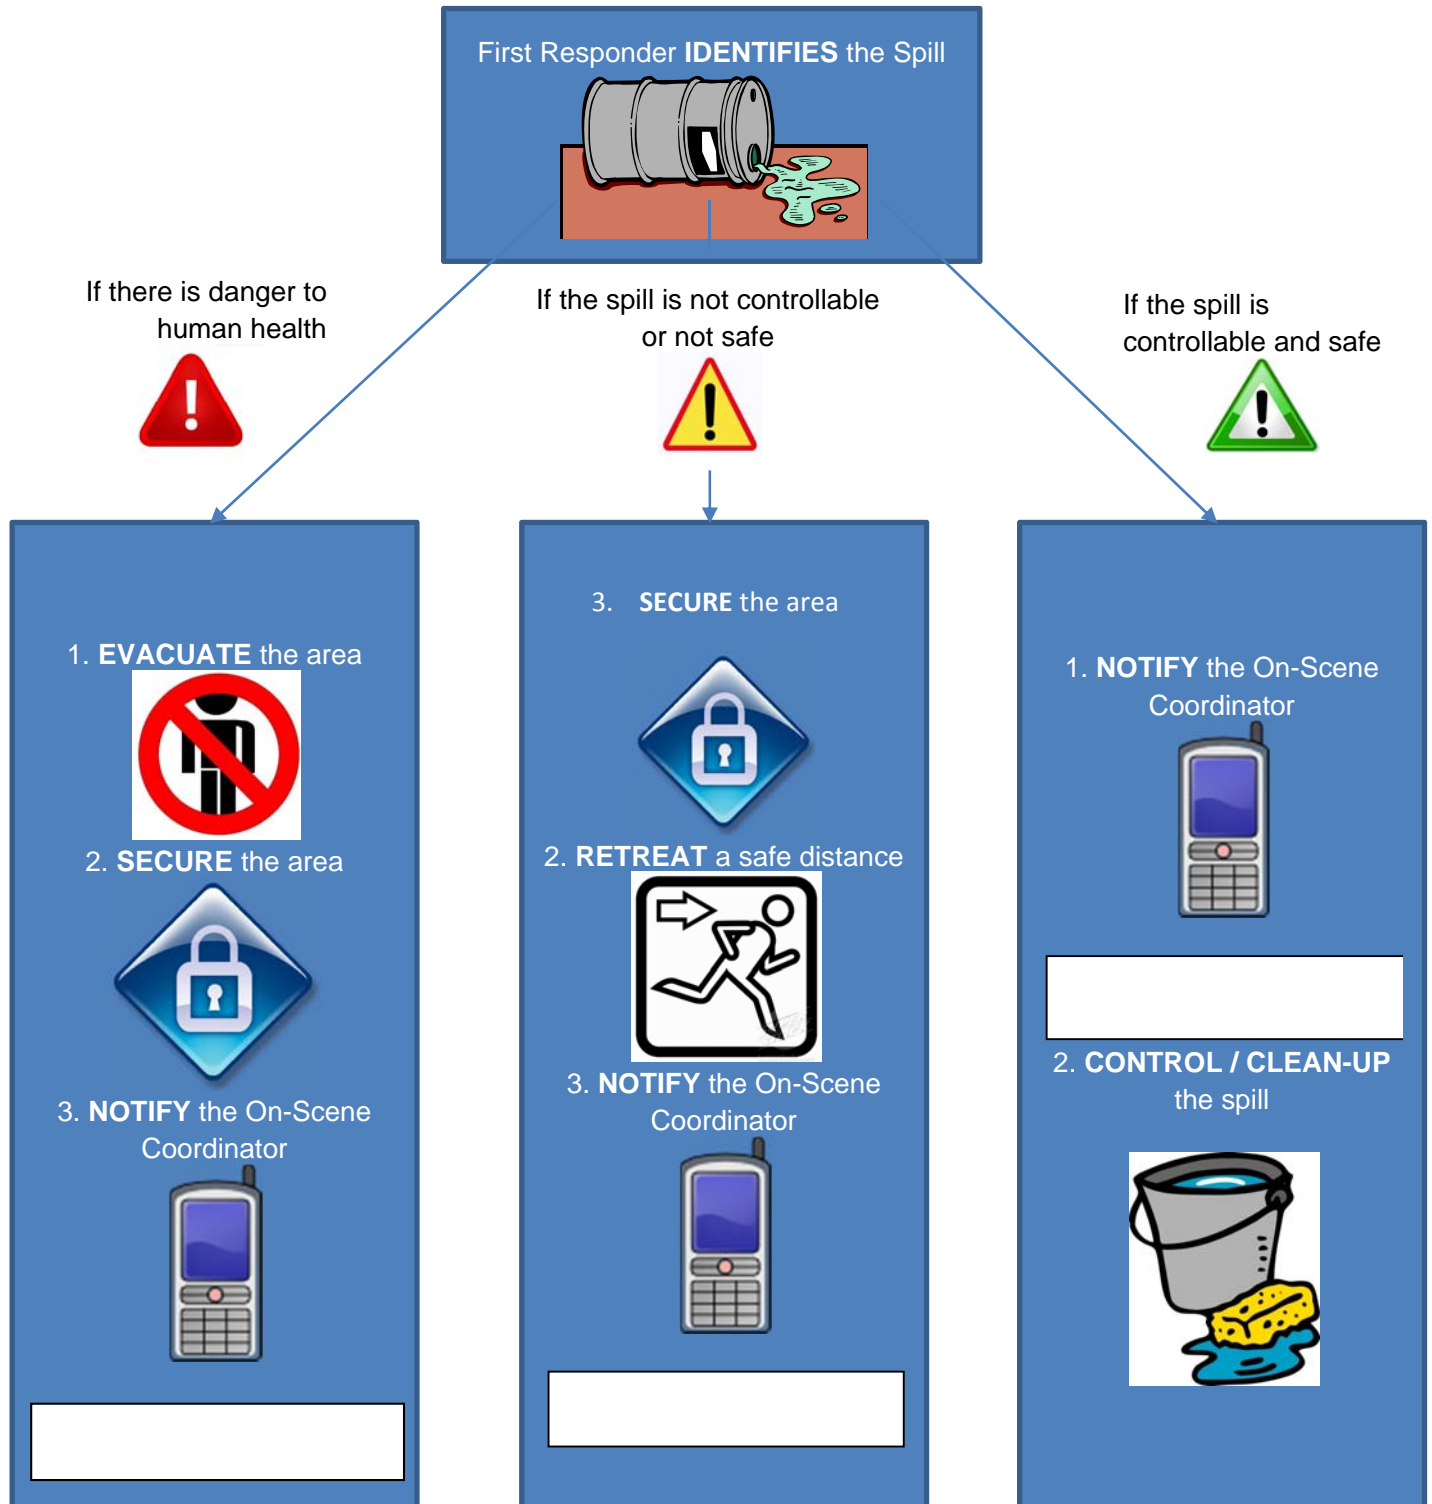 First Responder IDENTIFIES the Spill
If there is danger to
human health
If the spill is not controllable
or not safe
If the spill is
controllable and safe
1. EVACUATE the area
2. SECURE the area
3. NOTIFY the On-Scene
Coordinator
3. SECURE the area
2. RETREAT a safe distance
3. NOTIFY the On-Scene
Coordinator
1. NOTIFY the On-Scene
Coordinator
2. CONTROL / CLEAN-UP
the spill